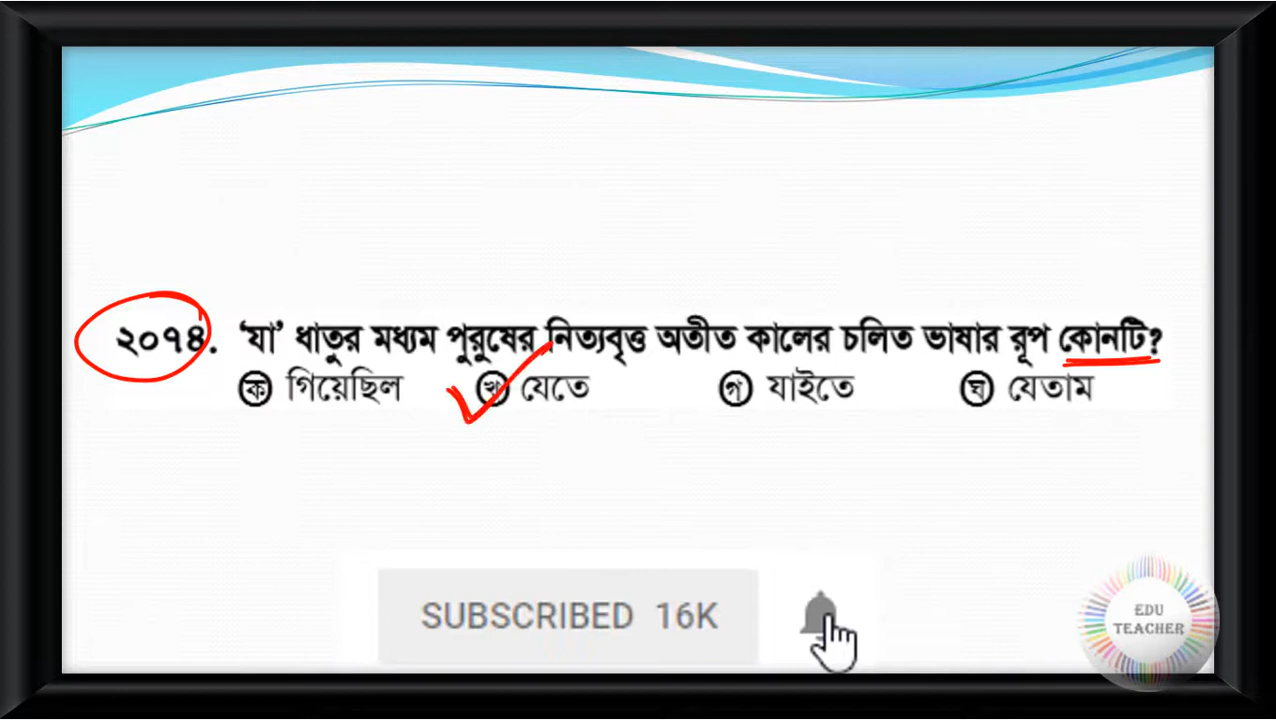 ২০৭৪. ‘যা’ ধাতুর মধ্যম পুরুষের নিত্যবৃত্ত অতীত কালের চলিত ভাষার রূপ কোনটি?
ক গিয়েছিল খ যেতে গ যাইতে ঘ যেতাম
SUBSCRIBED 16K
EDU
TEACHER